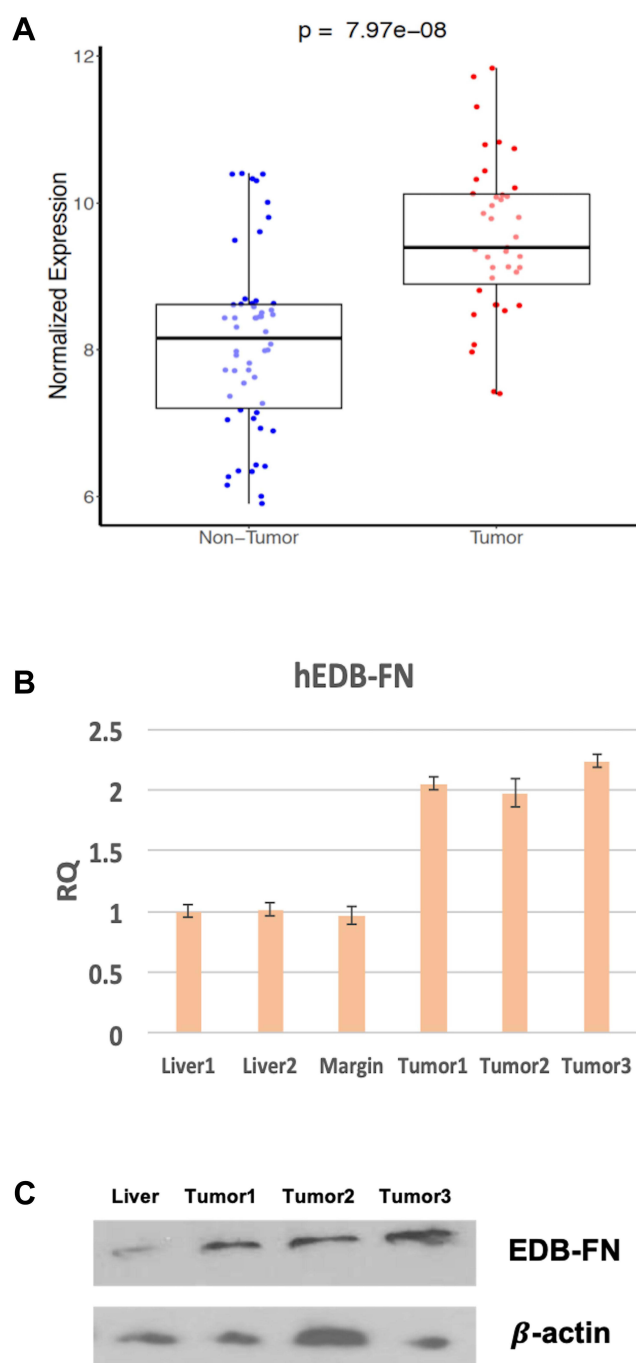 A
p = 7.97e−08
12
10
8
6
Normalized Expression
Non−Tumor Tumor
B
hEDB-FN
2.5
2
1.5
1
0.5
0
RQ
Liver1 Liver2 Margin Tumor1 Tumor2 Tumor3
C
Liver Tumor1 Tumor2 Tumor3
EDB-FN
β-actin